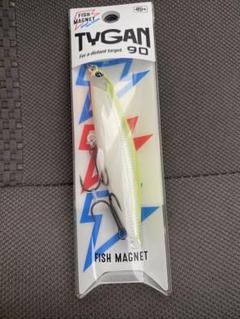 FISH
MAGNET
TYGAN
For a distant target.
90
FISH MAGNET